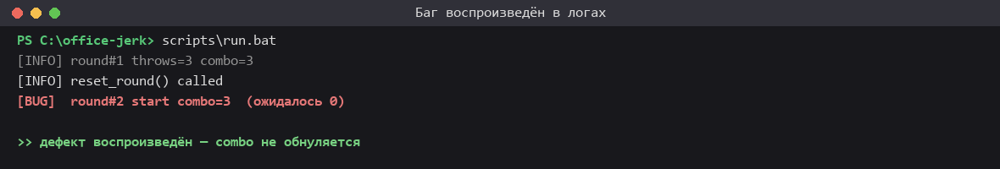 Баг воспроизведён в логах
PS C:\office-jerk> scripts\run.bat
[INFO] round#1 throws=3 combo=3
[INFO] reset_round() called
[BUG]  round#2 start combo=3  (ожидалось 0)
>> дефект воспроизведён — combo не обнуляется